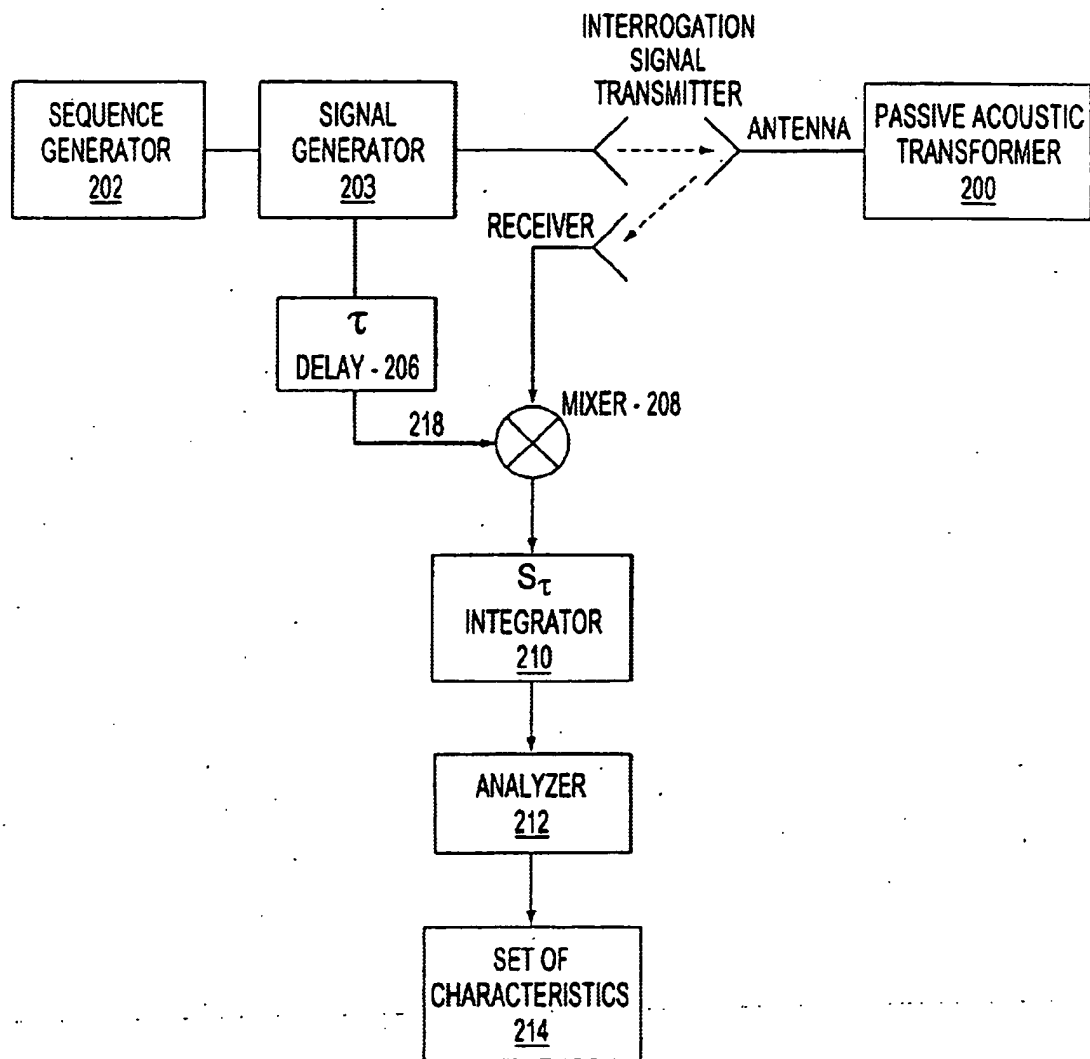 INTERROGATION
SIGNAL
TRANSMITTER
SEQUENCE
GENERATOR
202
SIGNAL
GENERATOR
203
ANTENNA
PASSIVE ACOUSTIC
TRANSFORMER
200
RECEIVER
τ
DELAY - 206
218
MIXER - 208
Sτ
INTEGRATOR
210
ANALYZER
212
SET OF
CHARACTERISTICS
214